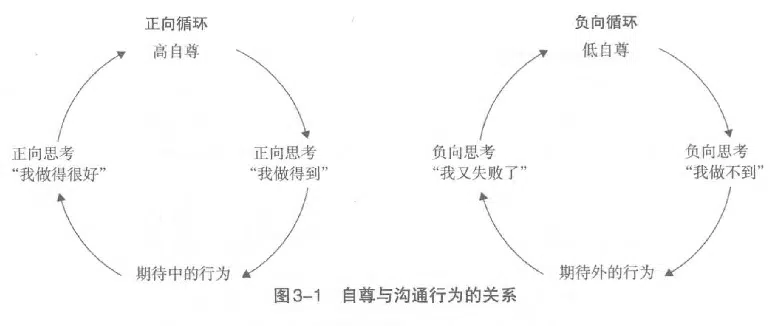 正向循环
高自尊
正向思考
“我做得到”
期待中的行为
正向思考
“我做得很好”
负向循环
低自尊
负向思考
“我做不到”
期待外的行为
负向思考
“我又失败了”
图3-1 自尊与沟通行为的关系